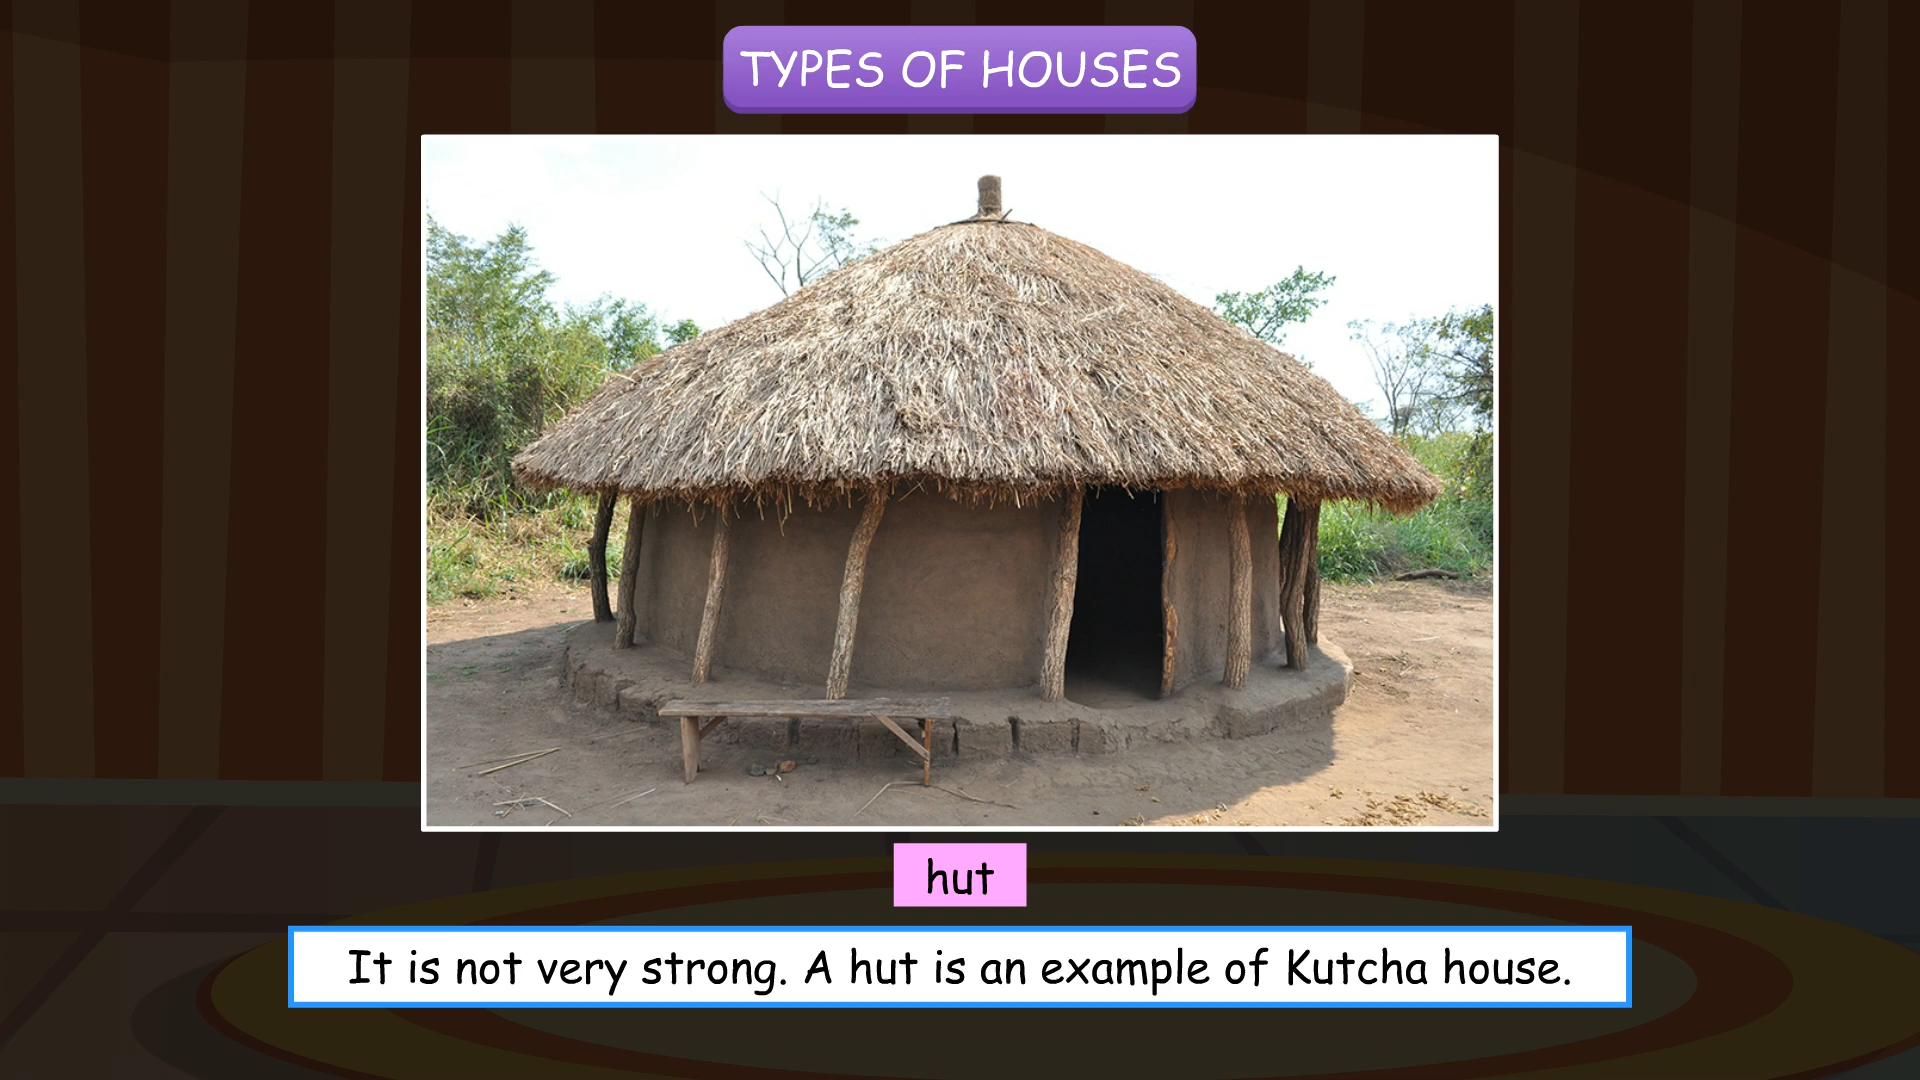 TYPES OF HOUSES
hut
It is not very strong. A hut is an example of Kutcha house.